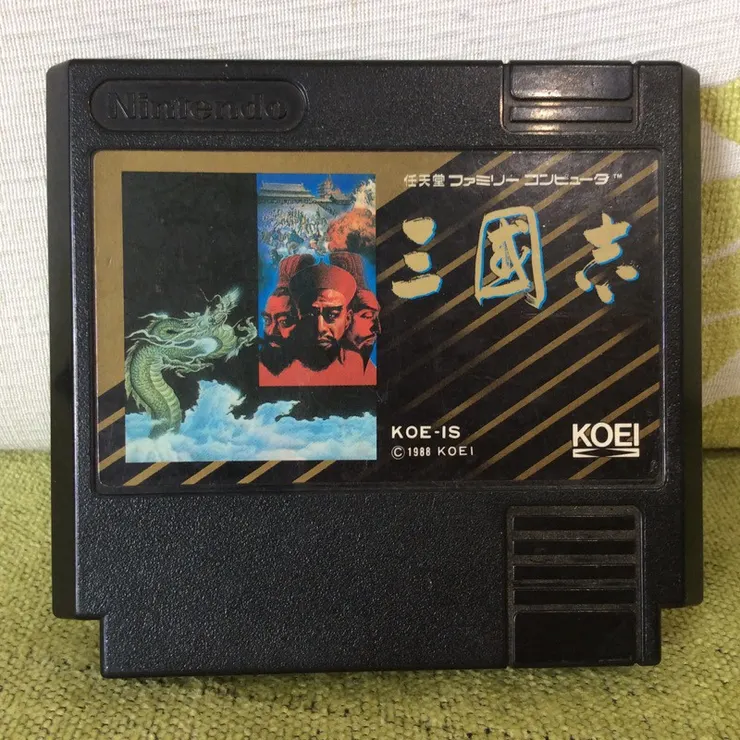 Nintendo
任天堂 ファミリー コンピュータ™
三國志
KOE-IS
© 1988 KOEI
KOEI